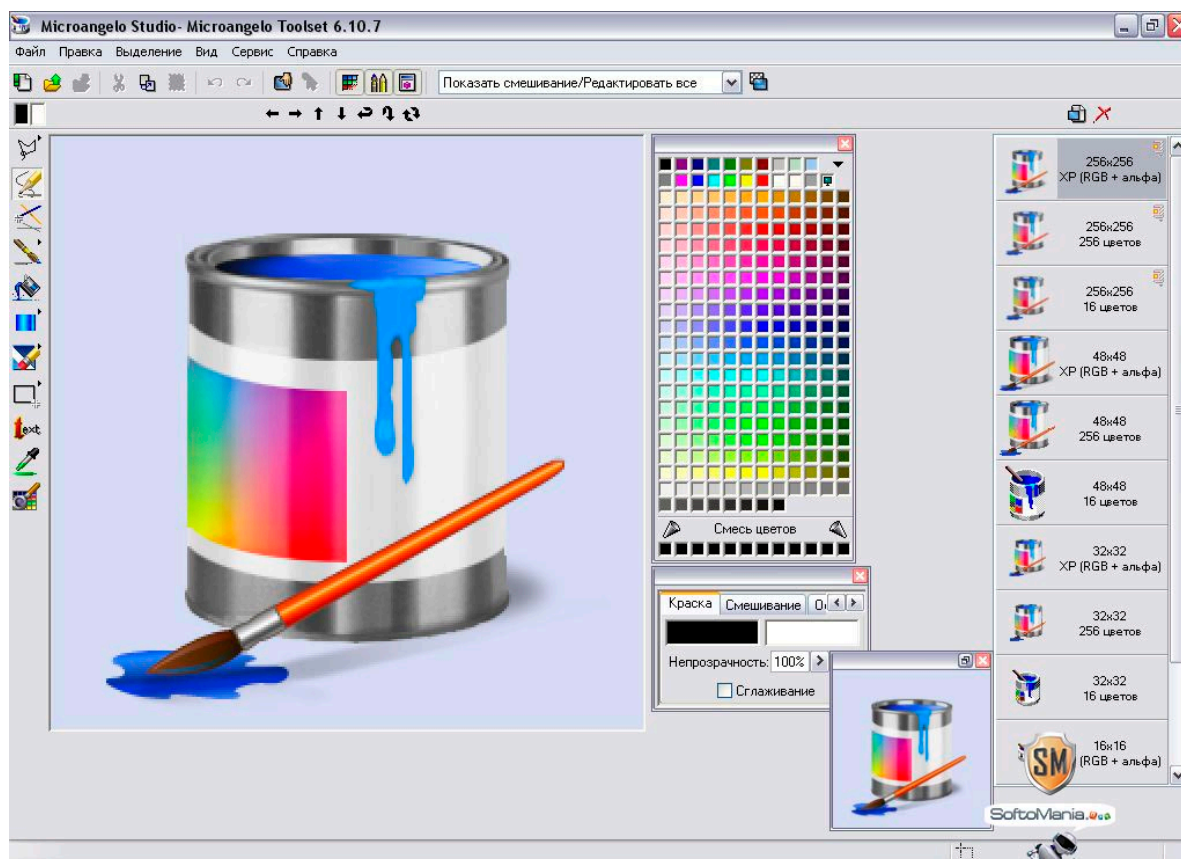 Microangelo Studio- Microangelo Toolset 6.10.7
Файл Правка Выделение Вид Сервис Справка
Показать смешивание/Редактировать все
256x256
XP (RGB + альфа)
256x256
256 цветов
256x256
16 цветов
48x48
XP (RGB + альфа)
48x48
256 цветов
48x48
16 цветов
32x32
XP (RGB + альфа)
32x32
256 цветов
32x32
16 цветов
16x16
(RGB + альфа)
text
Смесь цветов
Краска Смешивание
Непрозрачность: 100%
Сглаживание
SM
SoftoMania